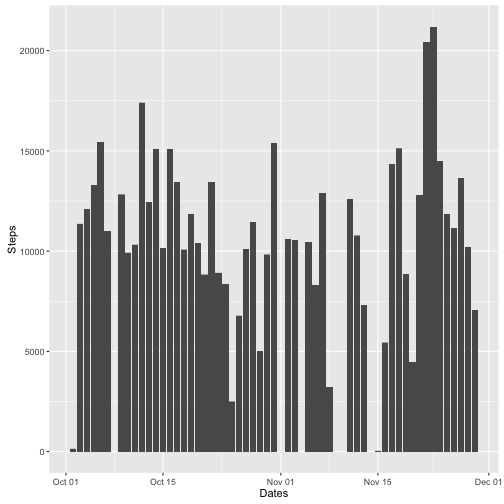 20000
15000
10000
5000
0
Steps
Oct 01
Oct 15
Nov 01
Nov 15
Dec 01
Dates